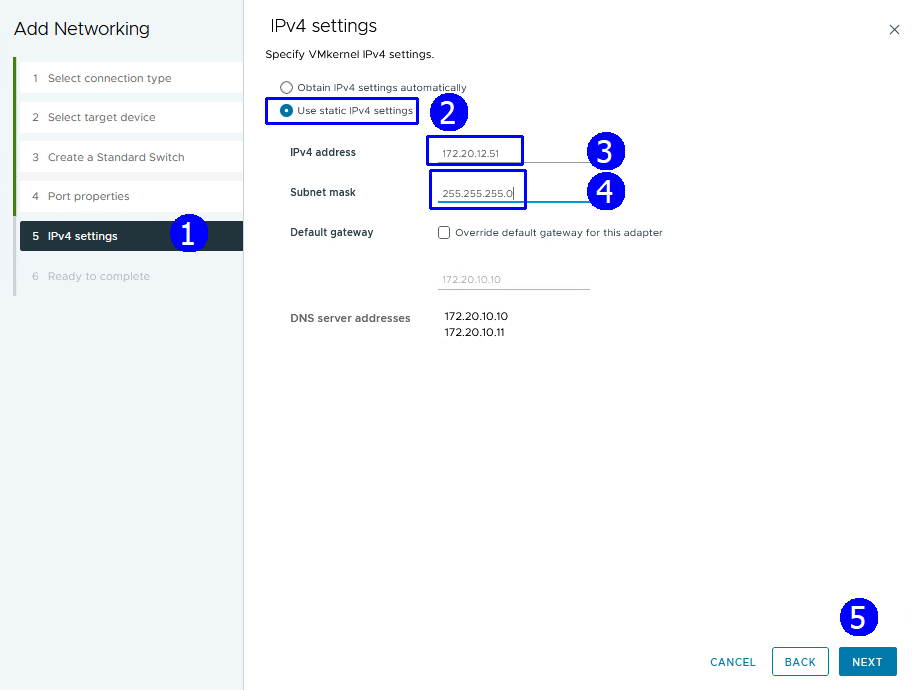 Add Networking
1 Select connection type
2 Select target device
3 Create a Standard Switch
4 Port properties
5 IPv4 settings 1
6 Ready to complete
IPv4 settings
Specify VMkernel IPv4 settings.
Obtain IPv4 settings automatically
Use static IPv4 settings 2
IPv4 address 172.20.12.51 3
Subnet mask 255.255.255.0 4
Default gateway Override default gateway for this adapter
172.20.10.10
DNS server addresses 172.20.10.10
172.20.10.11
5
CANCEL BACK NEXT